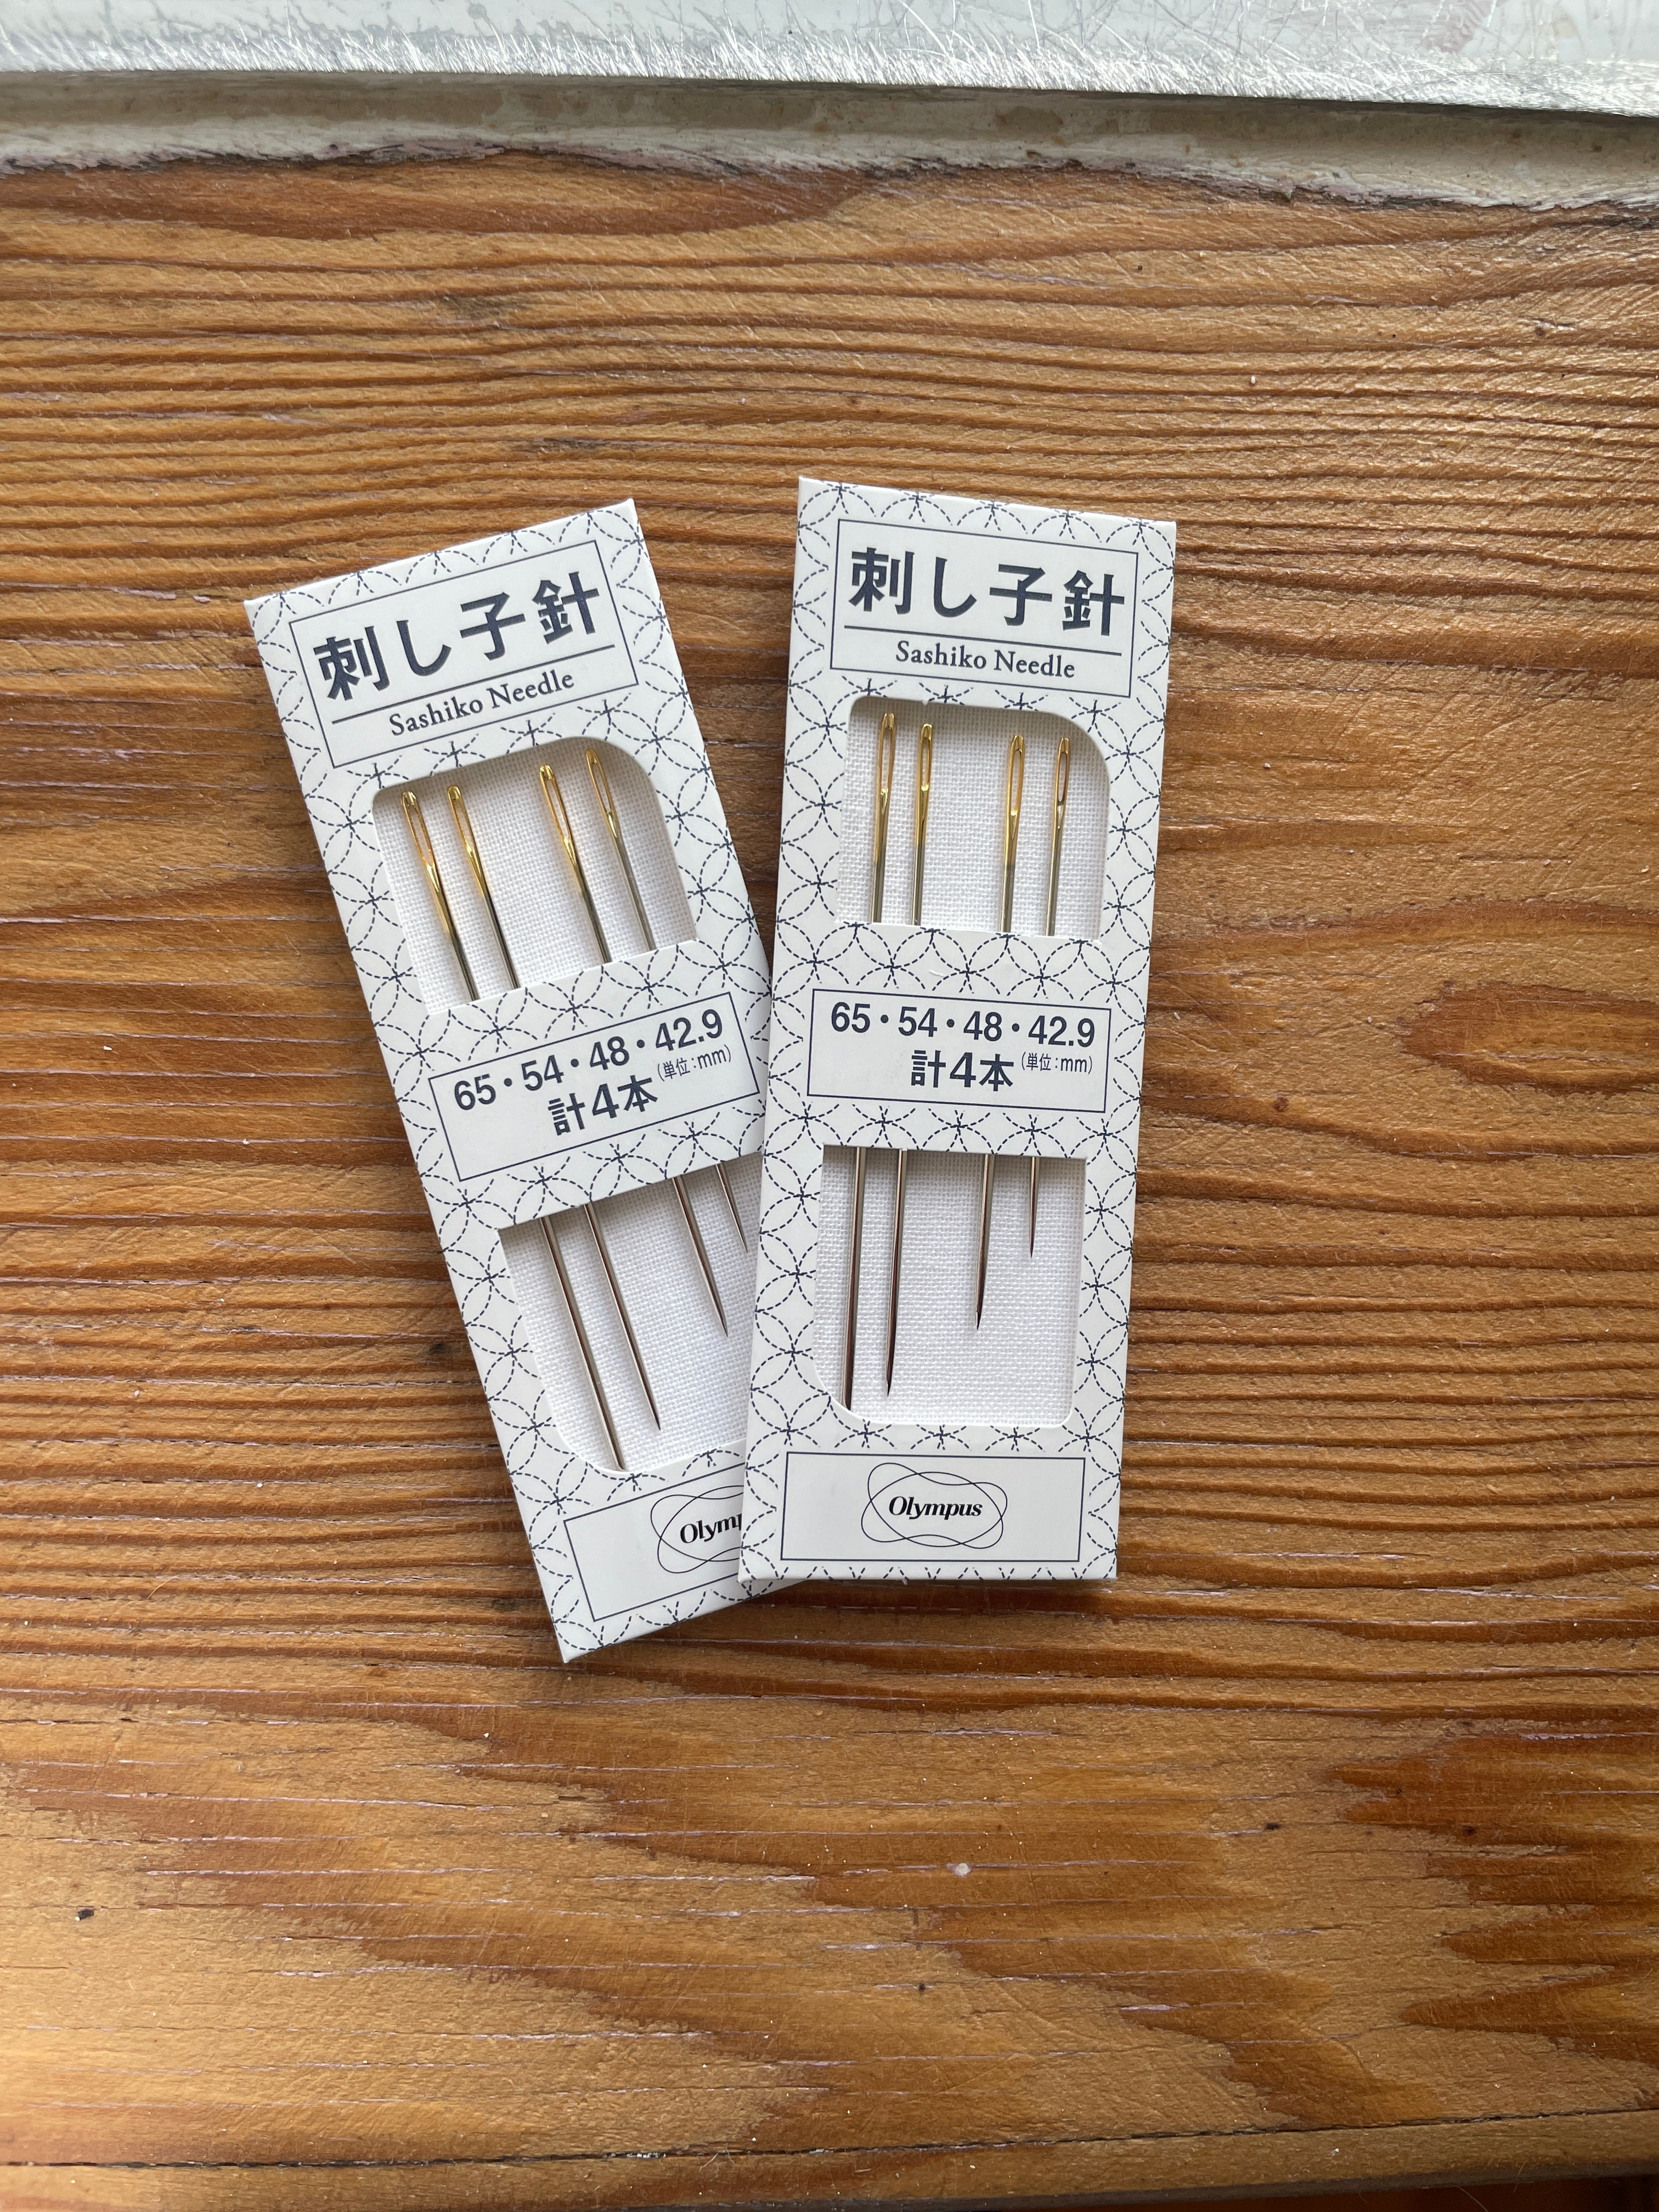 刺し子針
Sashiko Needle
65・54・48・42.9
計4本 (単位:mm)
Olymp
刺し子針
Sashiko Needle
65・54・48・42.9
計4本 (単位:mm)
Olympus